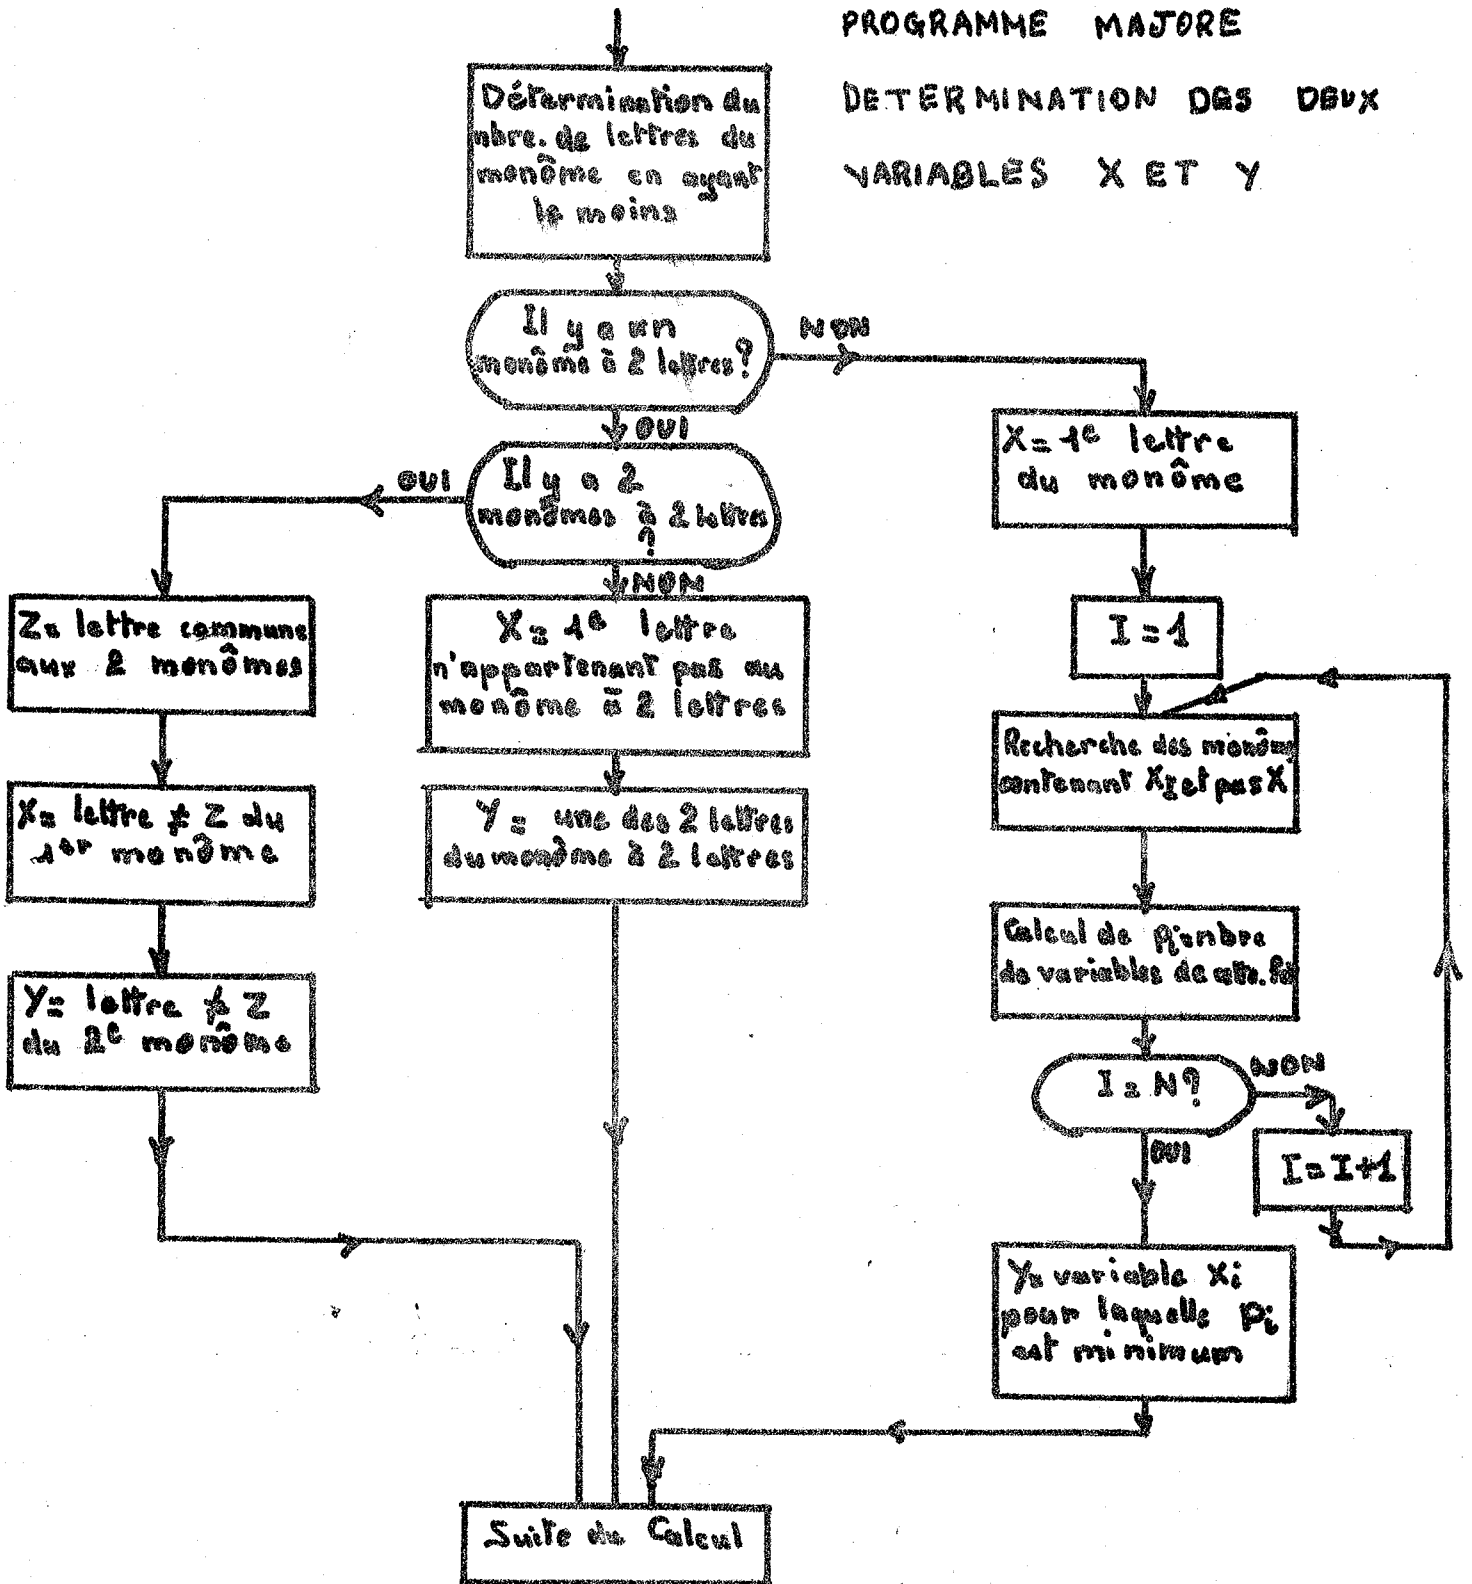 PROGRAMME MAJORE
DETERMINATION DES DEUX
VARIABLES X ET Y
Détermination du
nbre. de lettres du
monôme en ayant
le moins
Il y a un
monôme à 2 lettres?
NON
OUI
Il y a 2
monômes à 2 lettres
?
OUI
NON
Z= lettre commune
aux 2 monômes
X= lettre ≠ Z du
1er monôme
Y= lettre ≠ Z
du 2e monôme
X= 1e lettre
n'appartenant pas au
monôme à 2 lettres
Y= une des 2 lettres
du monôme à 2 lettres
X= 1e lettre
du monôme
I=1
Recherche des monôm.
contenant XI et pas X
Calcul de Pi=nbre
de variables de cette
I=N?
NON
OUI
I=I+1
Y= variable Xi
pour laquelle Pi
est minimum
Suite du Calcul